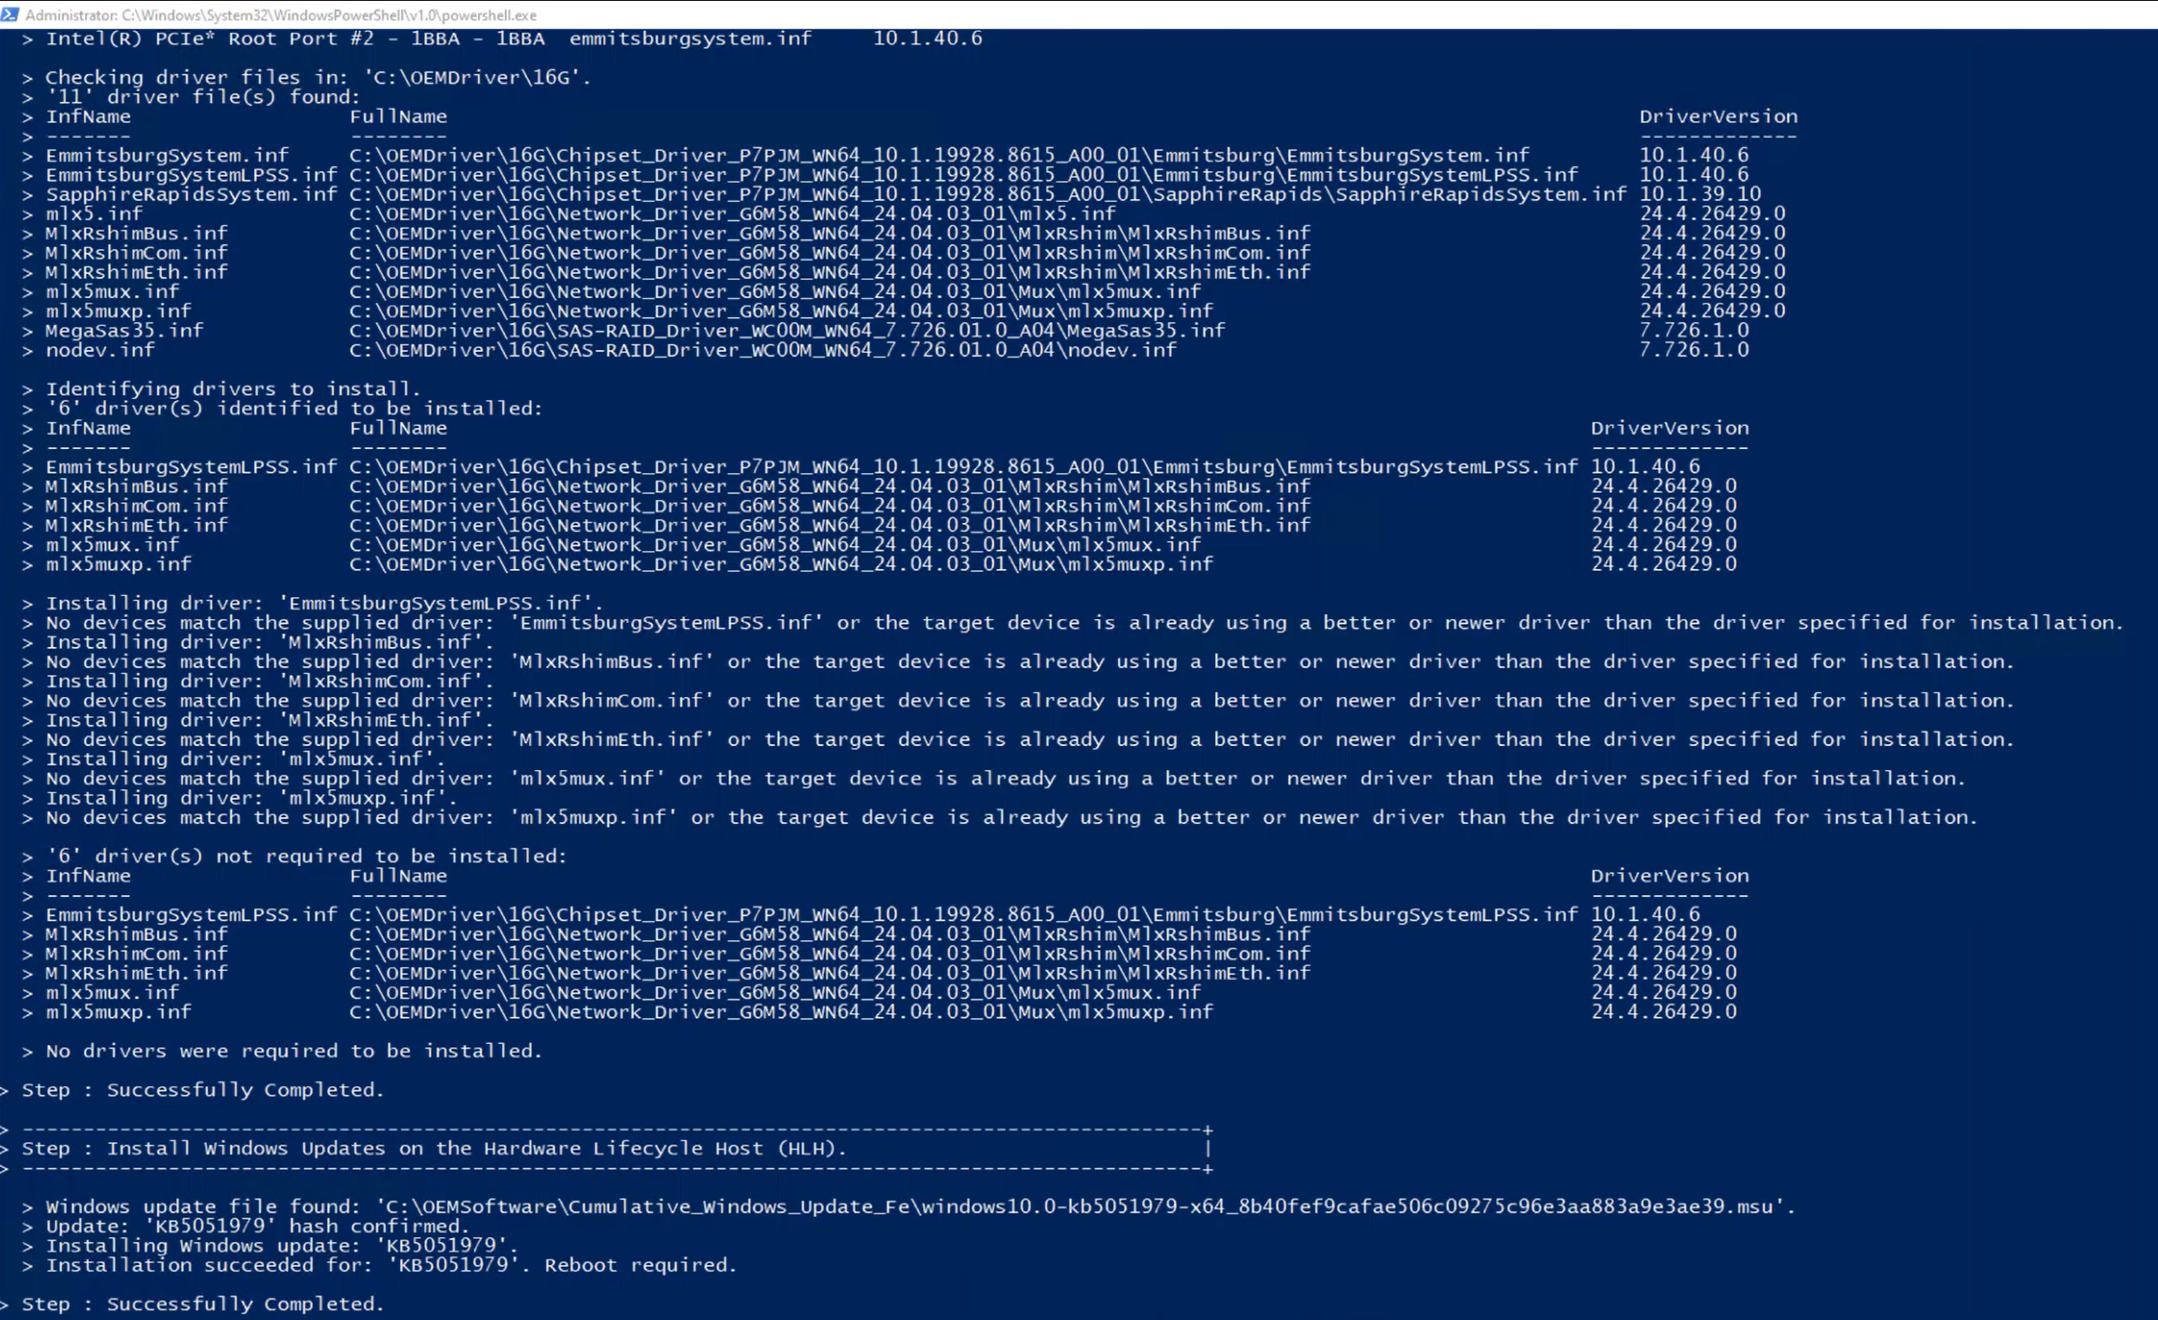 Administrator: C:\Windows\System32\WindowsPowerShell\v1.0\powershell.exe
> Intel(R) PCIe* Root Port #2 - 1BBA - 1BBA  emmitsburgsystem.inf     10.1.40.6
> Checking driver files in: 'C:\OEMDriver\16G'.
> '11' driver file(s) found:
> InfName                  FullName                  DriverVersion
> -------                  --------                  -------------
> EmmitsburgSystem.inf     C:\OEMDriver\16G\Chipset_Driver_P7PJM_WN64_10.1.19928.8615_A00_01\Emmitsburg\EmmitsburgSystem.inf 10.1.40.6
> EmmitsburgSystemLPSS.inf C:\OEMDriver\16G\Chipset_Driver_P7PJM_WN64_10.1.19928.8615_A00_01\Emmitsburg\EmmitsburgSystemLPSS.inf 10.1.40.6
> SapphireRapidsSystem.inf C:\OEMDriver\16G\Chipset_Driver_P7PJM_WN64_10.1.19928.8615_A00_01\SapphireRapids\SapphireRapidsSystem.inf 10.1.39.10
> mlx5.inf                 C:\OEMDriver\16G\Network_Driver_G6M58_WN64_24.04.03_01\mlx5.inf 24.4.26429.0
> MlxRshimBus.inf          C:\OEMDriver\16G\Network_Driver_G6M58_WN64_24.04.03_01\MlxRshim\MlxRshimBus.inf 24.4.26429.0
> MlxRshimCom.inf          C:\OEMDriver\16G\Network_Driver_G6M58_WN64_24.04.03_01\MlxRshim\MlxRshimCom.inf 24.4.26429.0
> MlxRshimEth.inf          C:\OEMDriver\16G\Network_Driver_G6M58_WN64_24.04.03_01\MlxRshim\MlxRshimEth.inf 24.4.26429.0
> mlx5mux.inf              C:\OEMDriver\16G\Network_Driver_G6M58_WN64_24.04.03_01\Mux\mlx5mux.inf 24.4.26429.0
> mlx5muxp.inf             C:\OEMDriver\16G\Network_Driver_G6M58_WN64_24.04.03_01\Mux\mlx5muxp.inf 24.4.26429.0
> MegaSas35.inf            C:\OEMDriver\16G\SAS-RAID_Driver_WC00M_WN64_7.726.01.0_A04\MegaSas35.inf 7.726.1.0
> nodev.inf                C:\OEMDriver\16G\SAS-RAID_Driver_WC00M_WN64_7.726.01.0_A04\nodev.inf 7.726.1.0
> Identifying drivers to install.
> '6' driver(s) identified to be installed:
> InfName                  FullName                  DriverVersion
> -------                  --------                  -------------
> EmmitsburgSystemLPSS.inf C:\OEMDriver\16G\Chipset_Driver_P7PJM_WN64_10.1.19928.8615_A00_01\Emmitsburg\EmmitsburgSystemLPSS.inf 10.1.40.6
> MlxRshimBus.inf          C:\OEMDriver\16G\Network_Driver_G6M58_WN64_24.04.03_01\MlxRshim\MlxRshimBus.inf 24.4.26429.0
> MlxRshimCom.inf          C:\OEMDriver\16G\Network_Driver_G6M58_WN64_24.04.03_01\MlxRshim\MlxRshimCom.inf 24.4.26429.0
> MlxRshimEth.inf          C:\OEMDriver\16G\Network_Driver_G6M58_WN64_24.04.03_01\MlxRshim\MlxRshimEth.inf 24.4.26429.0
> mlx5mux.inf              C:\OEMDriver\16G\Network_Driver_G6M58_WN64_24.04.03_01\Mux\mlx5mux.inf 24.4.26429.0
> mlx5muxp.inf             C:\OEMDriver\16G\Network_Driver_G6M58_WN64_24.04.03_01\Mux\mlx5muxp.inf 24.4.26429.0
> Installing driver: 'EmmitsburgSystemLPSS.inf'.
> No devices match the supplied driver: 'EmmitsburgSystemLPSS.inf' or the target device is already using a better or newer driver than the driver specified for installation.
> Installing driver: 'MlxRshimBus.inf'.
> No devices match the supplied driver: 'MlxRshimBus.inf' or the target device is already using a better or newer driver than the driver specified for installation.
> Installing driver: 'MlxRshimCom.inf'.
> No devices match the supplied driver: 'MlxRshimCom.inf' or the target device is already using a better or newer driver than the driver specified for installation.
> Installing driver: 'MlxRshimEth.inf'.
> No devices match the supplied driver: 'MlxRshimEth.inf' or the target device is already using a better or newer driver than the driver specified for installation.
> Installing driver: 'mlx5mux.inf'.
> No devices match the supplied driver: 'mlx5mux.inf' or the target device is already using a better or newer driver than the driver specified for installation.
> Installing driver: 'mlx5muxp.inf'.
> No devices match the supplied driver: 'mlx5muxp.inf' or the target device is already using a better or newer driver than the driver specified for installation.
> '6' driver(s) not required to be installed:
> InfName                  FullName                  DriverVersion
> -------                  --------                  -------------
> EmmitsburgSystemLPSS.inf C:\OEMDriver\16G\Chipset_Driver_P7PJM_WN64_10.1.19928.8615_A00_01\Emmitsburg\EmmitsburgSystemLPSS.inf 10.1.40.6
> MlxRshimBus.inf          C:\OEMDriver\16G\Network_Driver_G6M58_WN64_24.04.03_01\MlxRshim\MlxRshimBus.inf 24.4.26429.0
> MlxRshimCom.inf          C:\OEMDriver\16G\Network_Driver_G6M58_WN64_24.04.03_01\MlxRshim\MlxRshimCom.inf 24.4.26429.0
> MlxRshimEth.inf          C:\OEMDriver\16G\Network_Driver_G6M58_WN64_24.04.03_01\MlxRshim\MlxRshimEth.inf 24.4.26429.0
> mlx5mux.inf              C:\OEMDriver\16G\Network_Driver_G6M58_WN64_24.04.03_01\Mux\mlx5mux.inf 24.4.26429.0
> mlx5muxp.inf             C:\OEMDriver\16G\Network_Driver_G6M58_WN64_24.04.03_01\Mux\mlx5muxp.inf 24.4.26429.0
> No drivers were required to be installed.
> Step : Successfully Completed.
> -------------------------------------------------------------------------------------------------+
> Step : Install Windows Updates on the Hardware Lifecycle Host (HLH).                              |
> -------------------------------------------------------------------------------------------------+
> Windows update file found: 'C:\OEMSoftware\Cumulative_Windows_Update_Fe\windows10.0-kb5051979-x64_8b40fef9cafae506c09275c96e3aa883a9e3ae39.msu'.
> Update: 'KB5051979' hash confirmed.
> Installing Windows update: 'KB5051979'.
> Installation succeeded for: 'KB5051979'. Reboot required.
> Step : Successfully Completed.